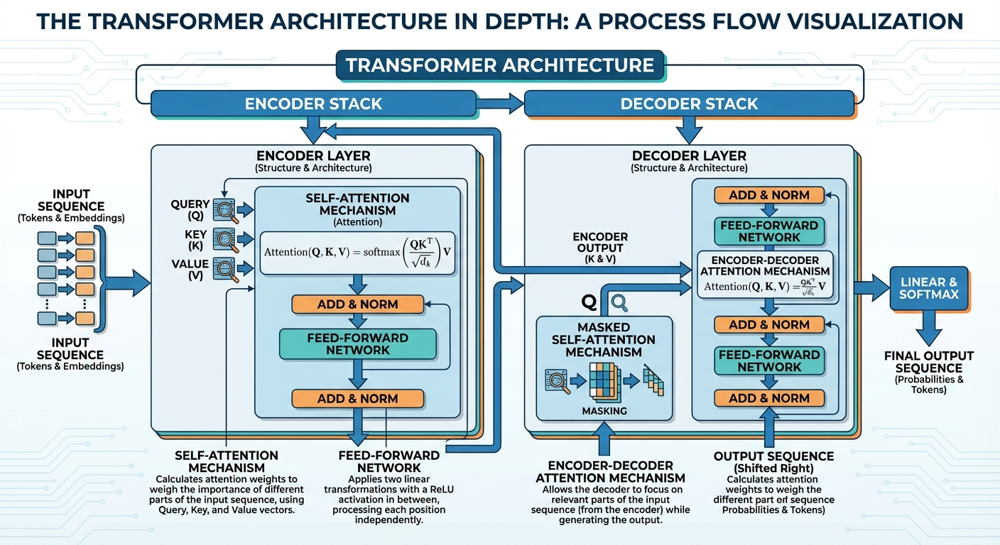 THE TRANSFORMER ARCHITECTURE IN DEPTH: A PROCESS FLOW VISUALIZATION
TRANSFORMER ARCHITECTURE
ENCODER STACK
DECODER STACK
INPUT
SEQUENCE
(Tokens & Embeddings)
INPUT
SEQUENCE
(Tokens & Embeddings)
ENCODER LAYER
(Structure & Architecture)
QUERY
(Q)
KEY
(K)
VALUE
(V)
SELF-ATTENTION
MECHANISM
(Attention)
Attention(Q, K, V) = softmax(QKᵀ/√dₖ)V
ADD & NORM
FEED-FORWARD
NETWORK
ADD & NORM
SELF-ATTENTION
MECHANISM
Calculates attention weights to
weigh the importance of different
parts of the input sequence, using
Query, Key, and Value vectors.
FEED-FORWARD
NETWORK
Applies two linear
transformations with a ReLU
activation in between,
processing each position
independently.
DECODER LAYER
(Structure & Architecture)
ENCODER
OUTPUT
(K & V)
Q
MASKED
SELF-ATTENTION
MECHANISM
MASKING
ADD & NORM
FEED-FORWARD
NETWORK
ENCODER-DECODER
ATTENTION MECHANISM
Attention(Q, K, V) = V
ADD & NORM
FEED-FORWARD
NETWORK
ADD & NORM
ENCODER-DECODER
ATTENTION MECHANISM
Allows the decoder to focus on
relevant parts of the input
sequence (from the encoder) while
generating the output.
OUTPUT SEQUENCE
(Shifted Right)
Calculates attention
weights to weigh the
different part sequence
Probabilities & Tokens)
LINEAR &
SOFTMAX
FINAL OUTPUT
SEQUENCE
(Probabilities &
Tokens)